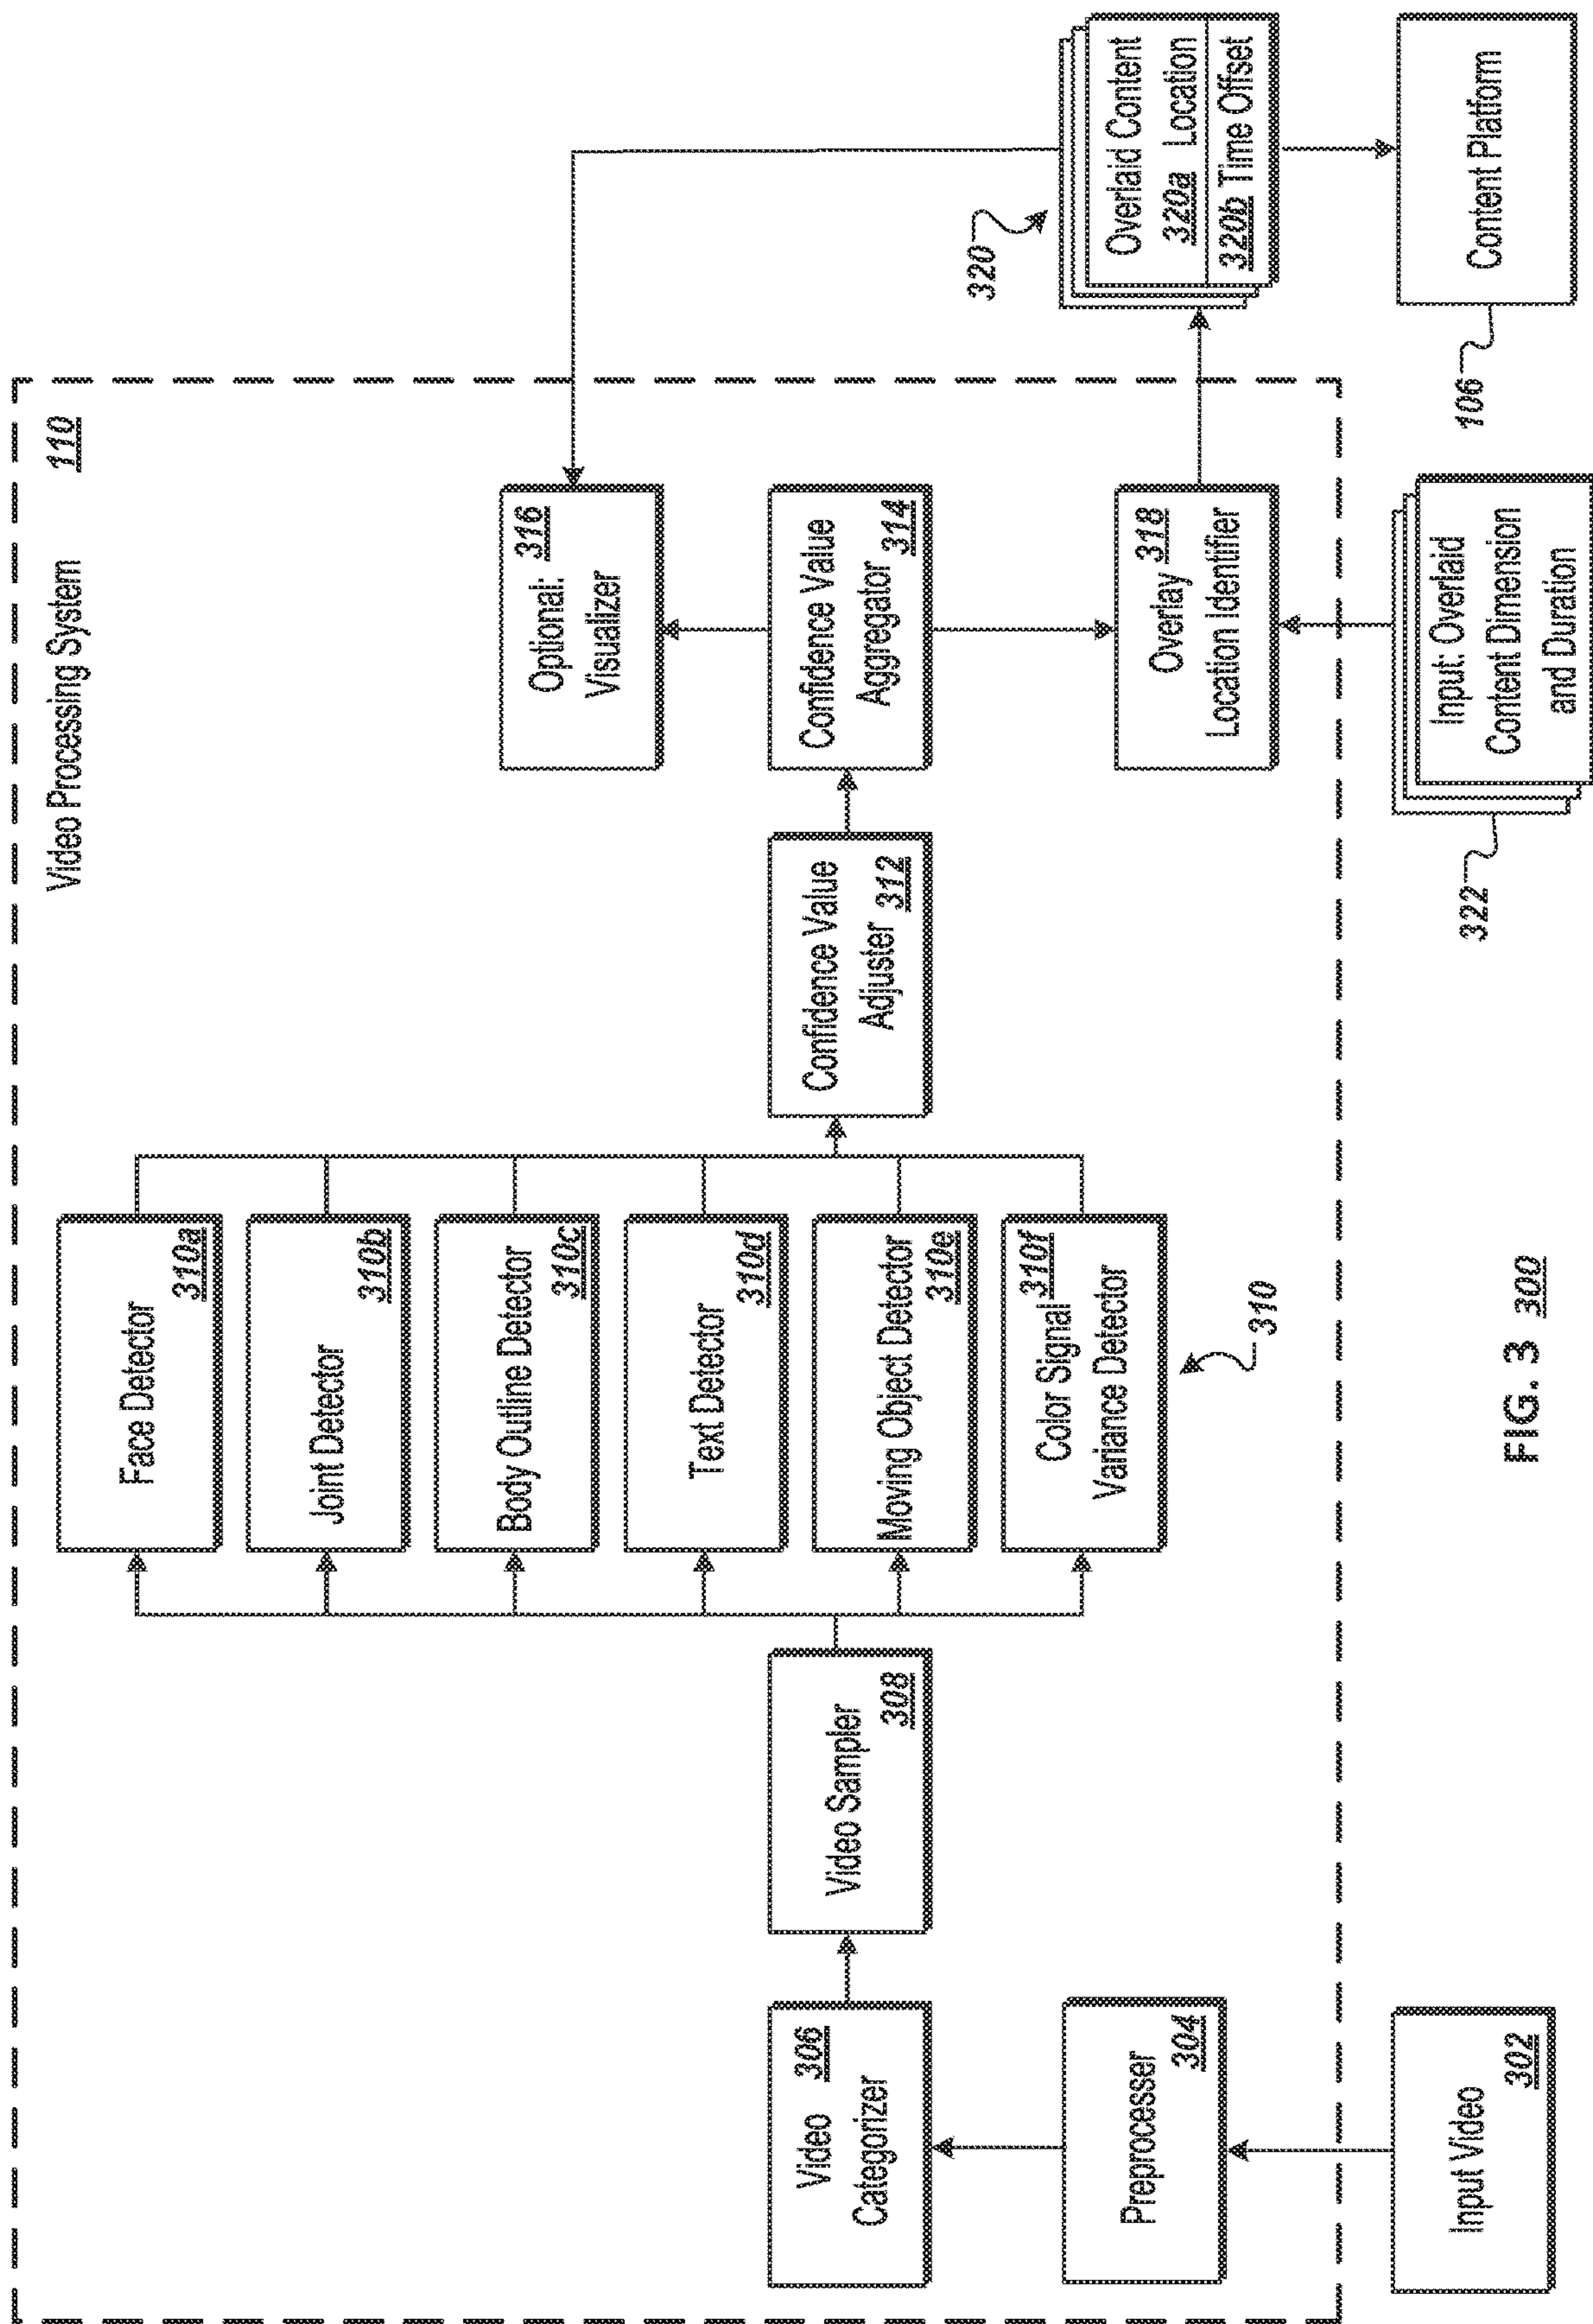 Video Processing System 110
Face Detector
310a
Joint Detector
310b
Body Outline Detector
310c
Text Detector
310d
Moving Object Detector
310e
Color Signal 310f
Variance Detector
310
Video 306
Categorizer
Video Sampler
308
Confidence Value
Adjuster 312
Confidence Value
Aggregator 314
Optional: 316
Visualizer
Preprocesser
304
Overlay 318
Location Identifier
320
Overlaid Content
320a Location
320b Time Offset
Input Video
302
322
Input: Overlaid
Content Dimension
and Duration
106
Content Platform
FIG. 3 300